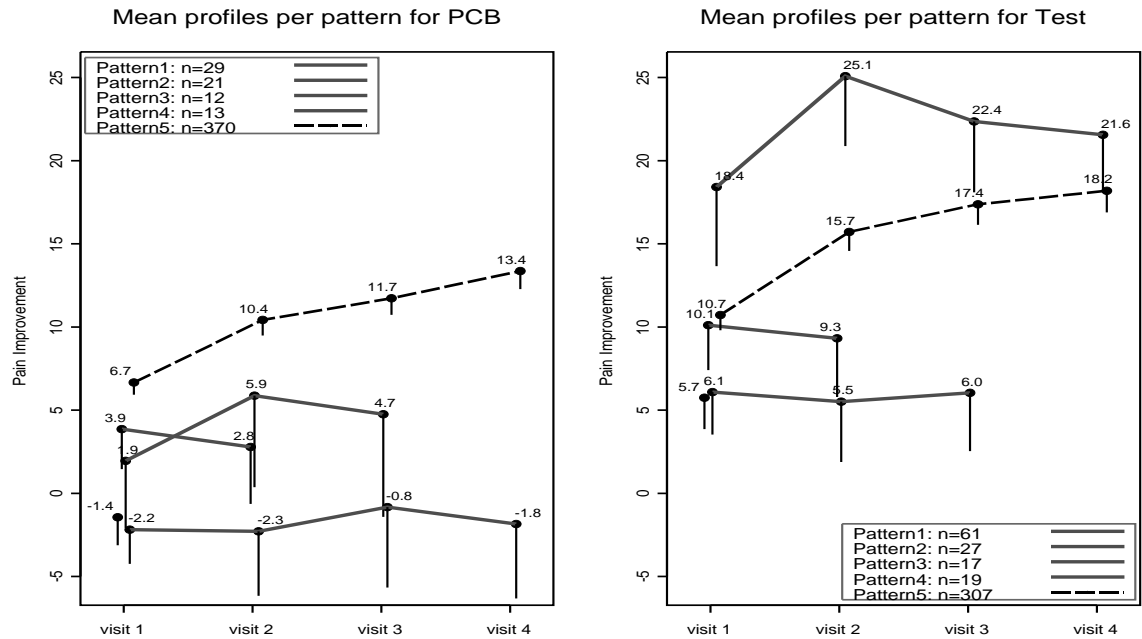 Mean profiles per pattern for PCB
Pain Improvement
25
20
15
10
5
0
-5
Pattern1: n=29
Pattern2: n=21
Pattern3: n=12
Pattern4: n=13
Pattern5: n=370
6.7
10.4
11.7
13.4
3.9
1.9
5.9
2.8
4.7
-1.4
-2.2
-2.3
-0.8
-1.8
visit 1 visit 2 visit 3 visit 4
Mean profiles per pattern for Test
Pain Improvement
25
20
15
10
5
0
-5
25.1
22.4
21.6
18.4
18.2
17.4
15.7
10.7
10.1
9.3
5.7
6.1
5.5
6.0
Pattern1: n=61
Pattern2: n=27
Pattern3: n=17
Pattern4: n=19
Pattern5: n=307
visit 1 visit 2 visit 3 visit 4